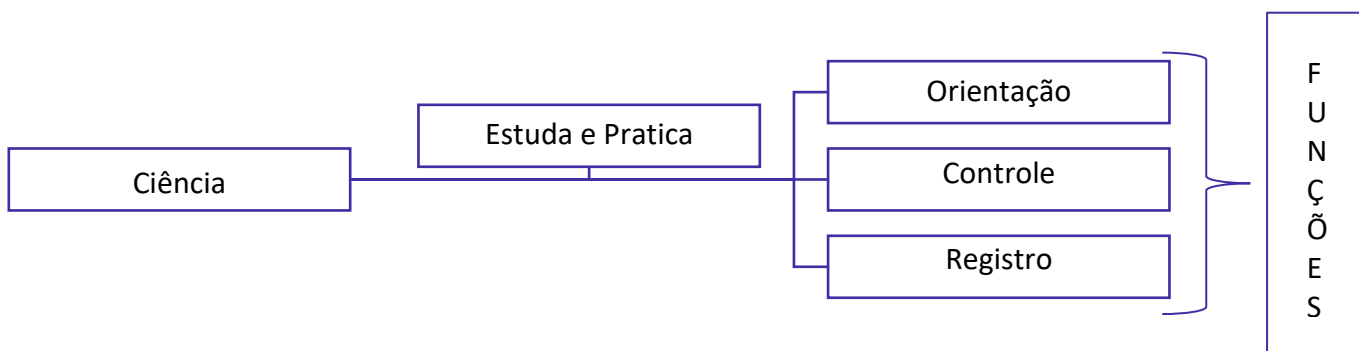 Ciência
Estuda e Pratica
Orientação
Controle
Registro
F
U
N
Ç
Õ
E
S